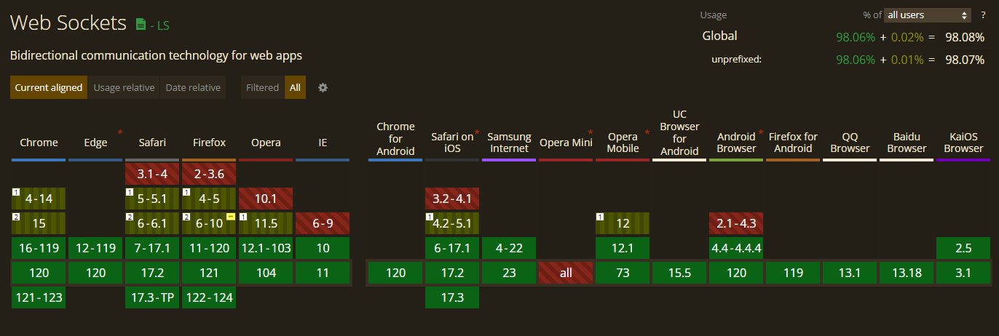 Web Sockets - LS
Usage % of all users ?
Global 98.06% + 0.02% = 98.08%
unprefixed: 98.06% + 0.01% = 98.07%
Bidirectional communication technology for web apps
Current aligned Usage relative Date relative Filtered All
Chrome
Edge *
Safari
Firefox
Opera
IE
Chrome
for
Android
Safari on *
iOS
Samsung
Internet
Opera Mini *
Opera *
Mobile
UC
Browser
for
Android
Android *
Browser
Firefox for
Android
QQ
Browser
Baidu
Browser
KaiOS
Browser
3.1-4 2-3.6
1 4-14 1 5-5.1 1 4-5 10.1 3.2-4.1
2 15 2 6-6.1 2 6-10 1 11.5 6-9 1 4.2-5.1 1 12 2.1-4.3
16-119 12-119 7-17.1 11-120 12.1-103 10 6-17.1 4-22 12.1 4.4-4.4.4 2.5
120 120 17.2 121 104 11 120 17.2 23 all 73 15.5 120 119 13.1 13.18 3.1
121-123 17.3-TP 122-124 17.3